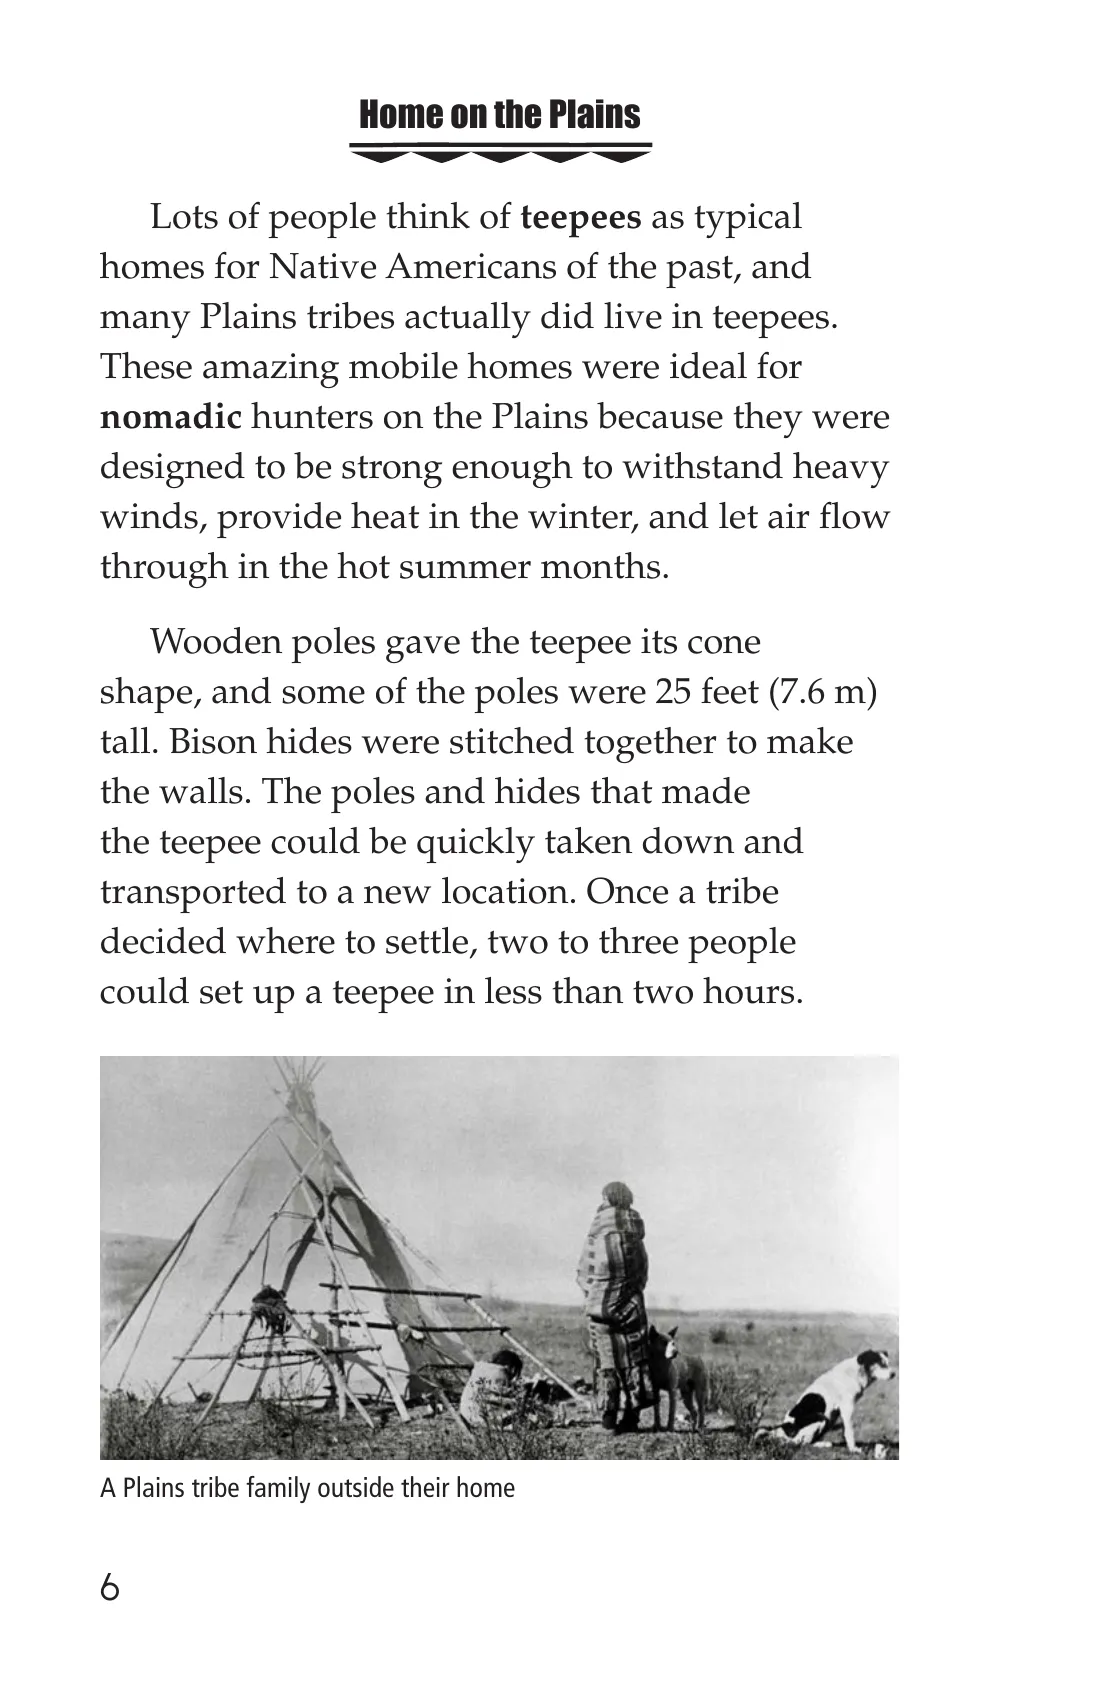 Home on the Plains
Lots of people think of teepees as typical
homes for Native Americans of the past, and
many Plains tribes actually did live in teepees.
These amazing mobile homes were ideal for
nomadic hunters on the Plains because they were
designed to be strong enough to withstand heavy
winds, provide heat in the winter, and let air flow
through in the hot summer months.
Wooden poles gave the teepee its cone
shape, and some of the poles were 25 feet (7.6 m)
tall. Bison hides were stitched together to make
the walls. The poles and hides that made
the teepee could be quickly taken down and
transported to a new location. Once a tribe
decided where to settle, two to three people
could set up a teepee in less than two hours.
A Plains tribe family outside their home
6